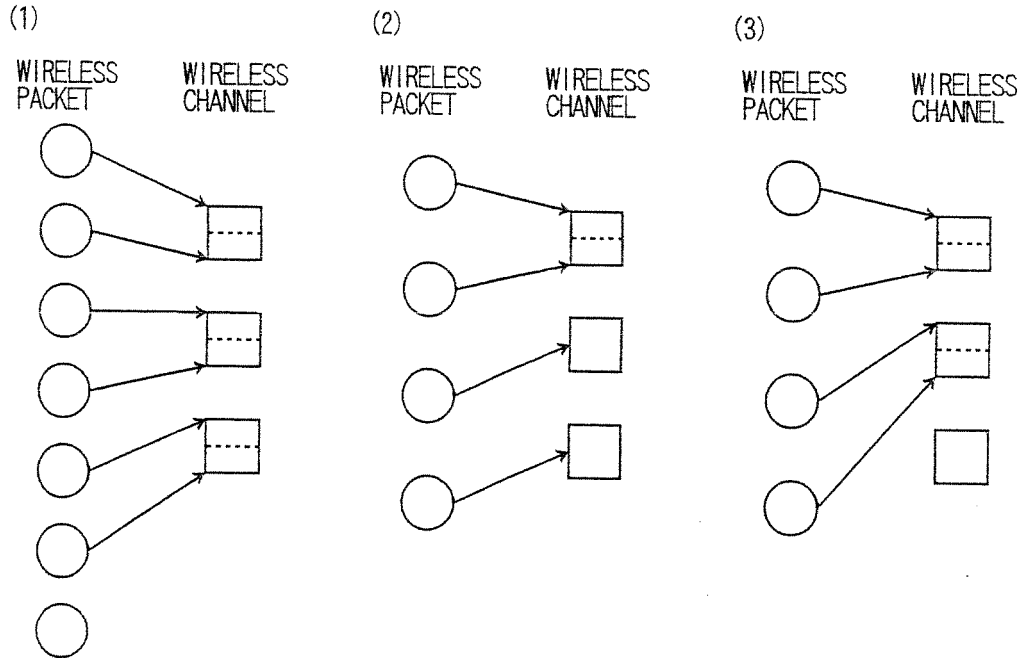 (1)
WIRELESS PACKET
WIRELESS CHANNEL
(2)
WIRELESS PACKET
WIRELESS CHANNEL
(3)
WIRELESS PACKET
WIRELESS CHANNEL